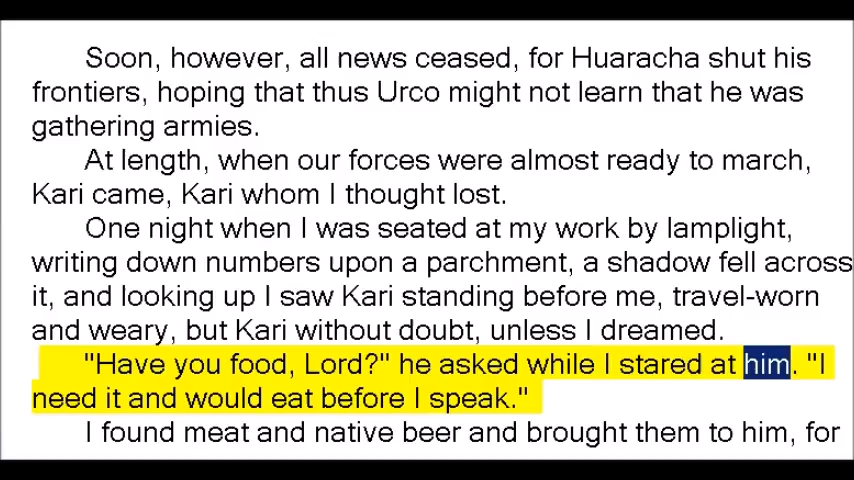 Soon, however, all news ceased, for Huaracha shut his
frontiers, hoping that thus Urco might not learn that he was
gathering armies.
At length, when our forces were almost ready to march,
Kari came, Kari whom I thought lost.
One night when I was seated at my work by lamplight,
writing down numbers upon a parchment, a shadow fell across
it, and looking up I saw Kari standing before me, travel-worn
and weary, but Kari without doubt, unless I dreamed.
"Have you food, Lord?" he asked while I stared at him. "I
need it and would eat before I speak."
I found meat and native beer and brought them to him, for